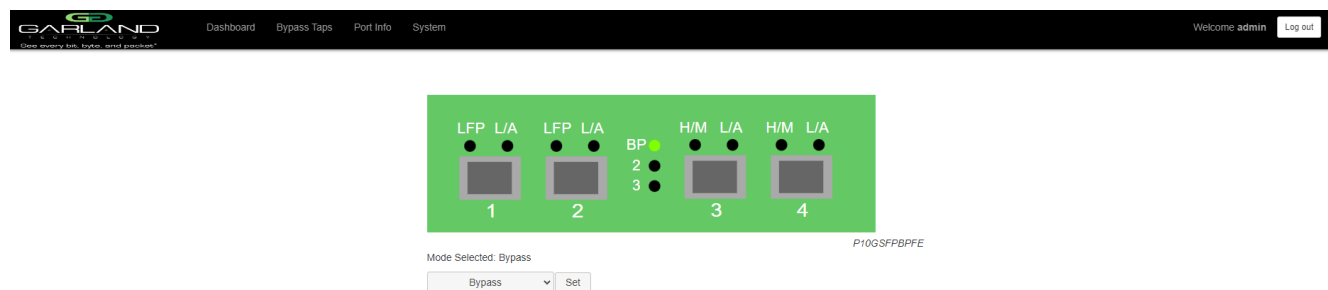 GARLAND
TECHNOLOGY
See every bit, byte, and packet®
Dashboard Bypass Taps Port Info System Welcome admin Log out
LFP L/A LFP L/A H/M L/A H/M L/A
BP
2
3
1 2 3 4
P10GSFPBPFE
Mode Selected: Bypass
Bypass Set